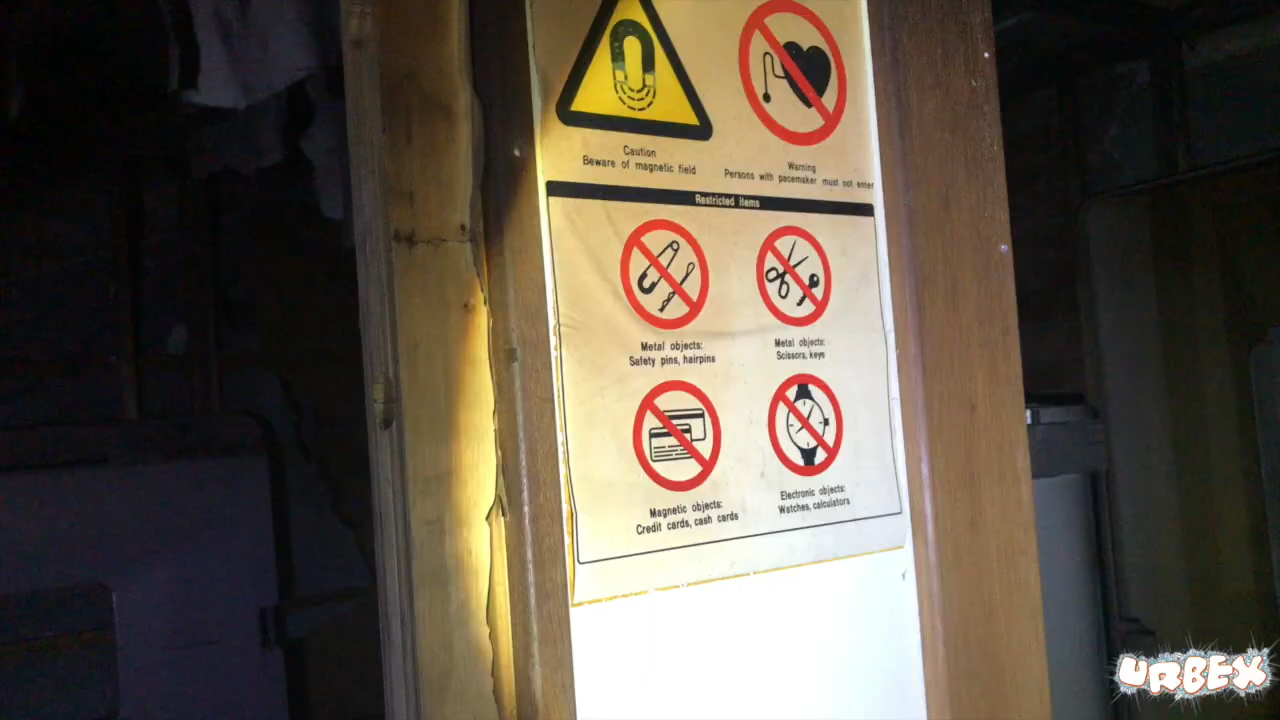 Caution
Beware of magnetic field
Warning
Persons with pacemaker must not enter
Restricted items
Metal objects:
Safety pins, hairpins
Metal objects:
Scissors, keys
Magnetic objects:
Credit cards, cash cards
Electronic objects:
Watches, calculators
URBEX